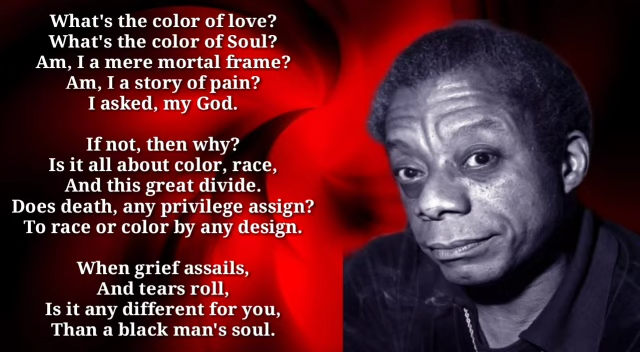 What's the color of love?
What's the color of Soul?
Am, I a mere mortal frame?
Am, I a story of pain?
I asked, my God.
If not, then why?
Is it all about color, race,
And this great divide.
Does death, any privilege assign?
To race or color by any design.
When grief assails,
And tears roll,
Is it any different for you,
Than a black man's soul.